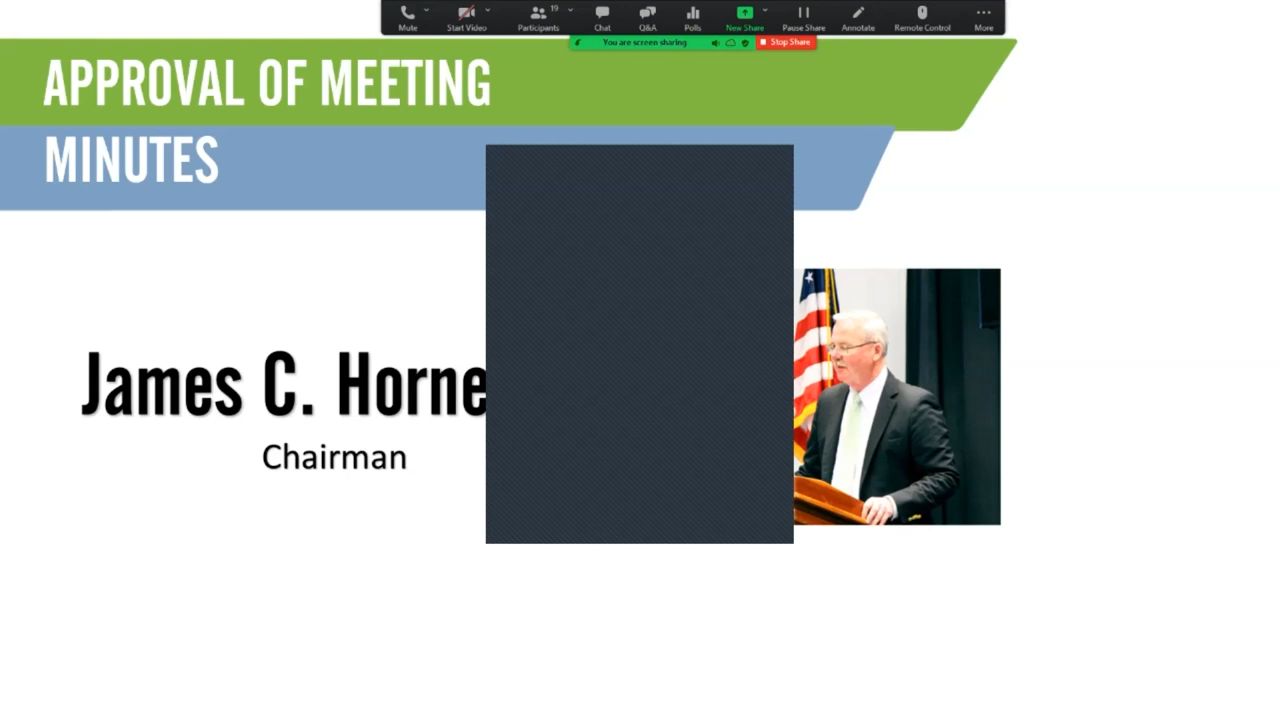 Mute
Start Video
Participants
19
Chat
Q&A
Polls
New Share
Pause Share
Annotate
Remote Control
More
You are screen sharing
Stop Share
APPROVAL OF MEETING
MINUTES
James C. Horne
Chairman